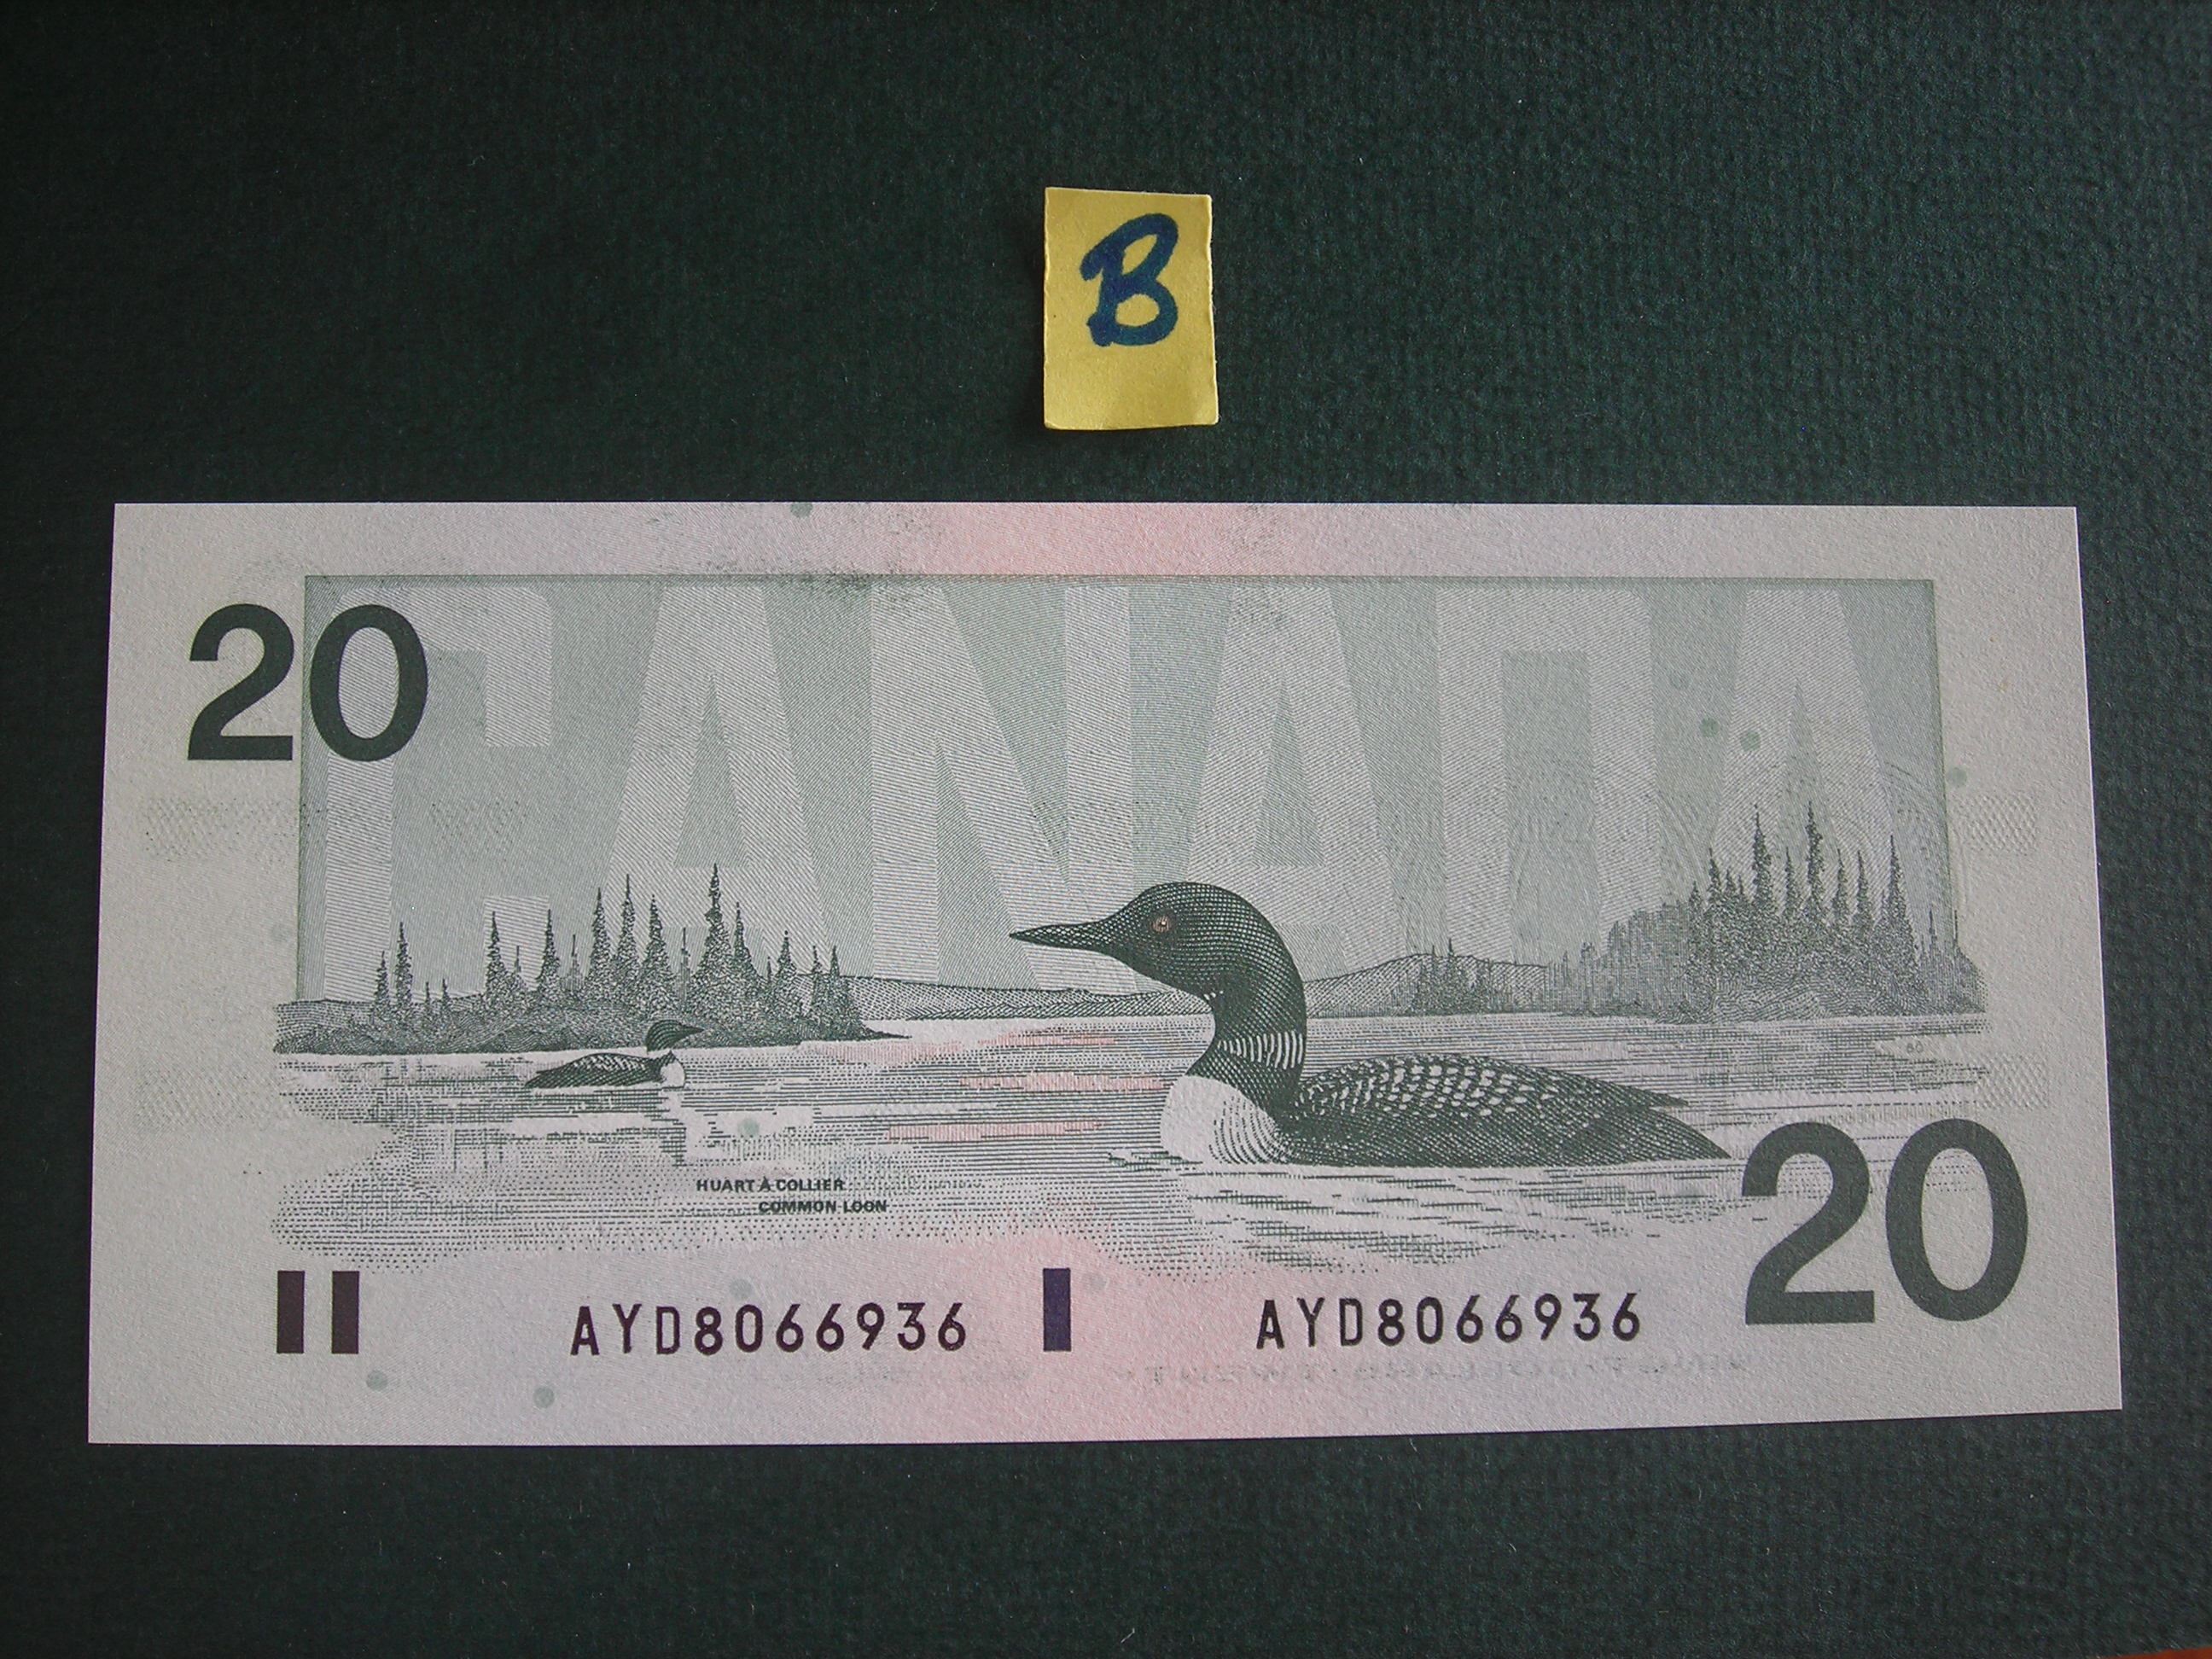 B
20
CANADA
HUART À COLLIER
COMMON LOON
20
AYD8066936
AYD8066936